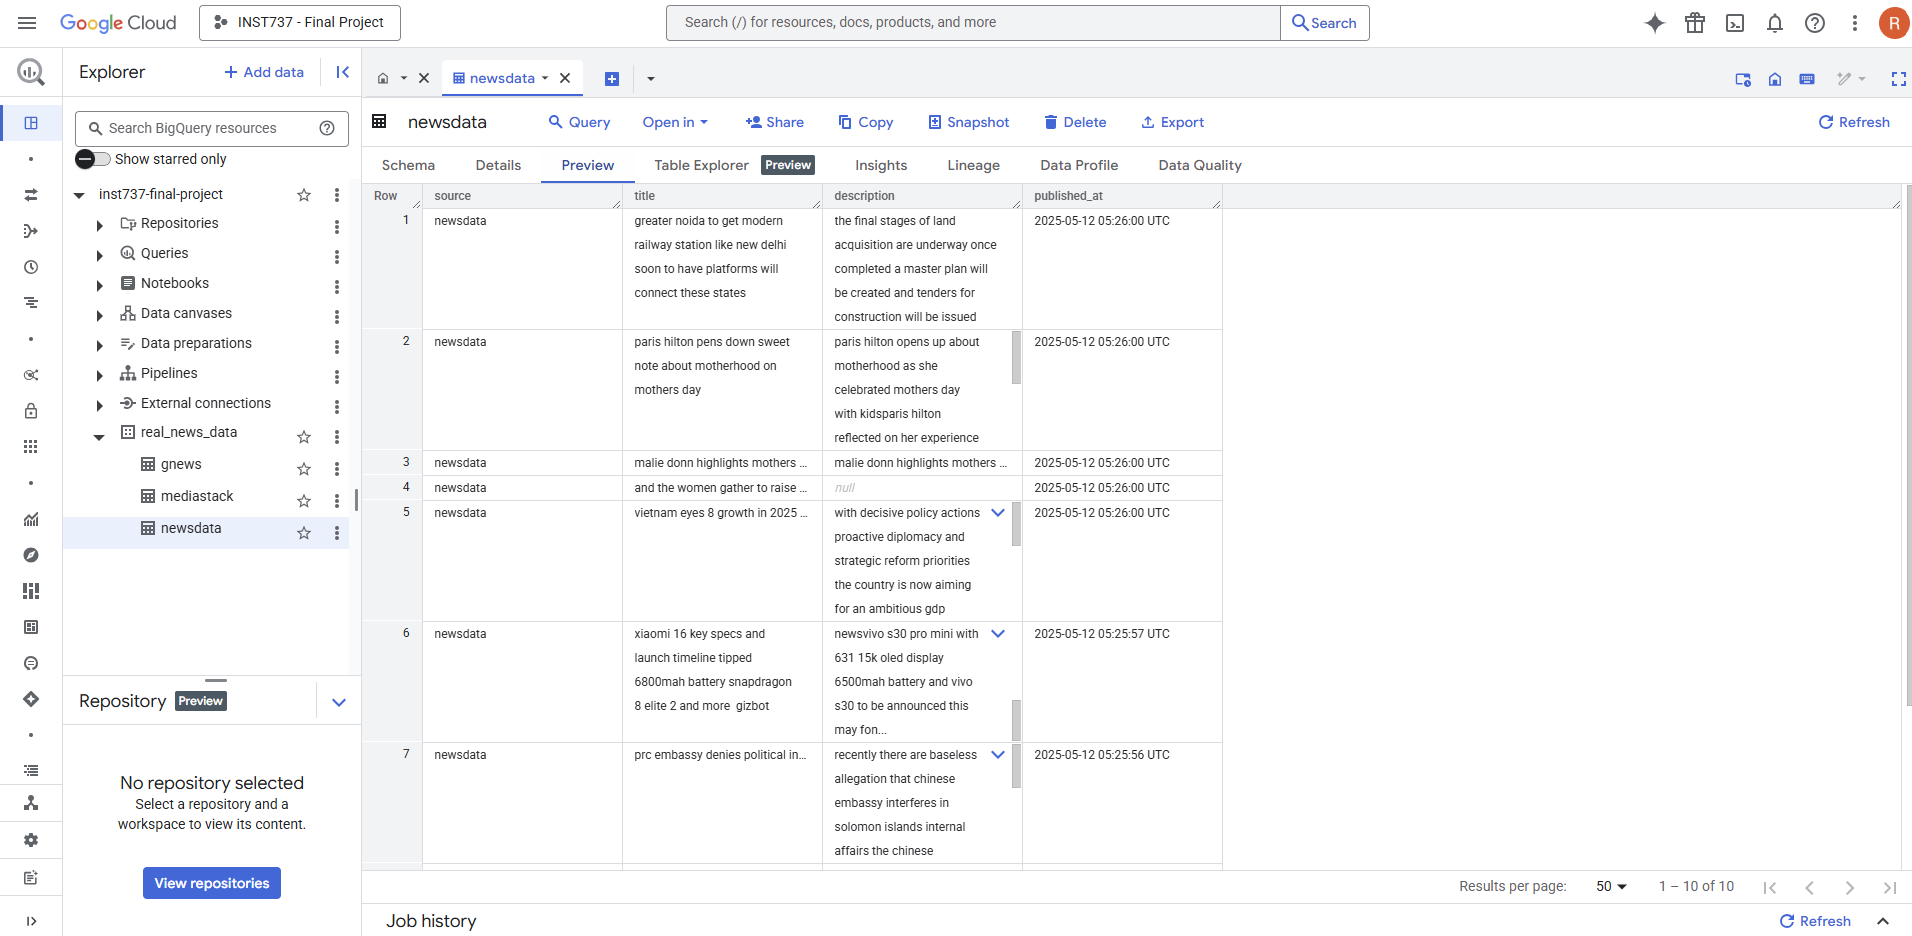 Google Cloud
INST737 - Final Project
Search (/) for resources, docs, products, and more
Search
R
Explorer
+ Add data
Search BigQuery resources
Show starred only
inst737-final-project
Repositories
Queries
Notebooks
Data canvases
Data preparations
Pipelines
External connections
real_news_data
gnews
mediastack
newsdata
Repository Preview
No repository selected
Select a repository and a
workspace to view its content.
View repositories
newsdata
newsdata
Query
Open in
Share
Copy
Snapshot
Delete
Export
Refresh
Schema
Details
Preview
Table Explorer Preview
Insights
Lineage
Data Profile
Data Quality
Row source title description published_at
1 newsdata greater noida to get modern the final stages of land 2025-05-12 05:26:00 UTC
railway station like new delhi acquisition are underway once
soon to have platforms will completed a master plan will
connect these states be created and tenders for
construction will be issued
2 newsdata paris hilton pens down sweet paris hilton opens up about 2025-05-12 05:26:00 UTC
note about motherhood on motherhood as she
mothers day celebrated mothers day
with kidsparis hilton
reflected on her experience
3 newsdata malie donn highlights mothers ... malie donn highlights mothers ... 2025-05-12 05:26:00 UTC
4 newsdata and the women gather to raise ... null 2025-05-12 05:26:00 UTC
5 newsdata vietnam eyes 8 growth in 2025 ... with decisive policy actions 2025-05-12 05:26:00 UTC
proactive diplomacy and
strategic reform priorities
the country is now aiming
for an ambitious gdp
6 newsdata xiaomi 16 key specs and newsvivo s30 pro mini with 2025-05-12 05:25:57 UTC
launch timeline tipped 631 15k oled display
6800mah battery snapdragon 6500mah battery and vivo
8 elite 2 and more gizbot s30 to be announced this
may fon...
7 newsdata prc embassy denies political in... recently there are baseless 2025-05-12 05:25:56 UTC
allegation that chinese
embassy interferes in
solomon islands internal
affairs the chinese
Results per page: 50 1 – 10 of 10
Job history
Refresh